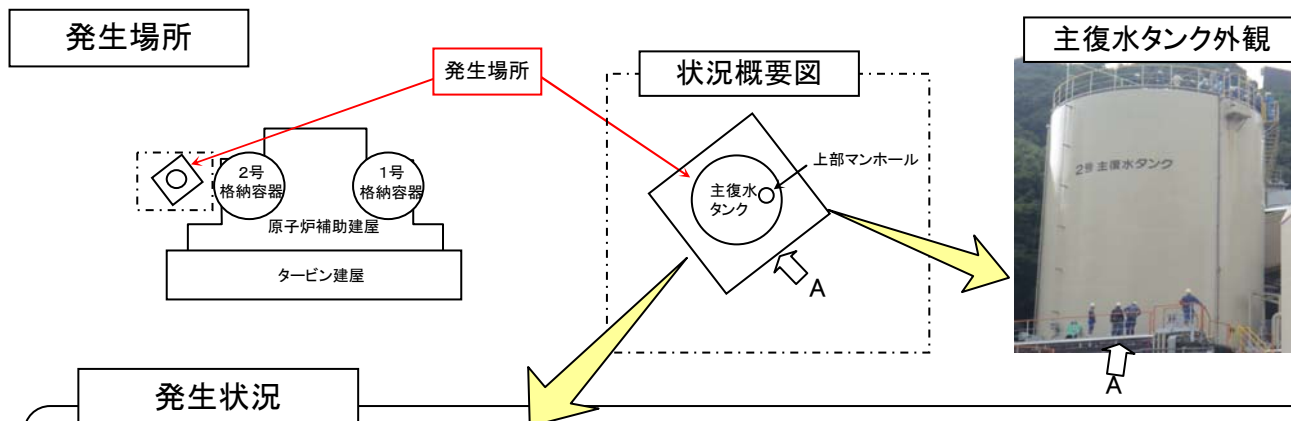 発生場所
発生場所
状況概要図
主復水タンク外観
2号
格納容器
1号
格納容器
原子炉補助建屋
タービン建屋
上部マンホール
主復水
タンク
A
2号 主復水タンク
A
発生状況